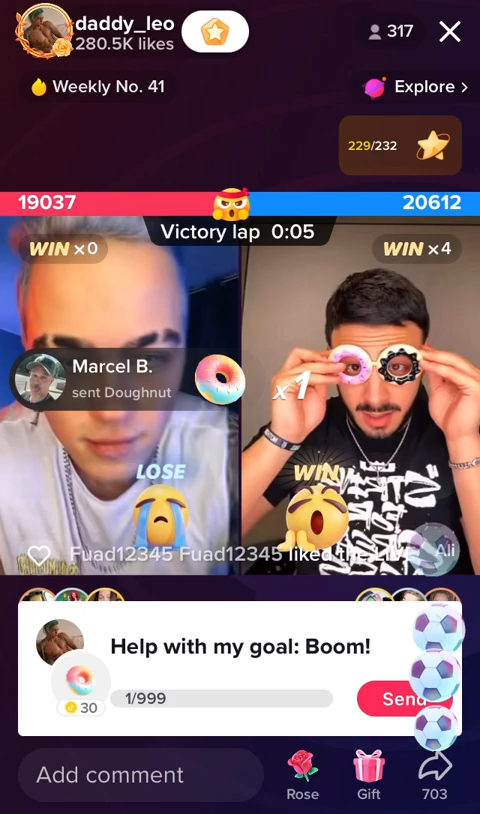 daddy_leo
280.5K likes
317
Weekly No. 41
Explore >
229/232
19037
20612
Victory lap 0:05
WIN x0
WIN x4
Marcel B.
sent Doughnut
x1
LOSE
WIN
Fuad12345 Fuad12345 liked the LIVE
Ali
Help with my goal: Boom!
30
1/999
Send
Add comment
Rose
Gift
703